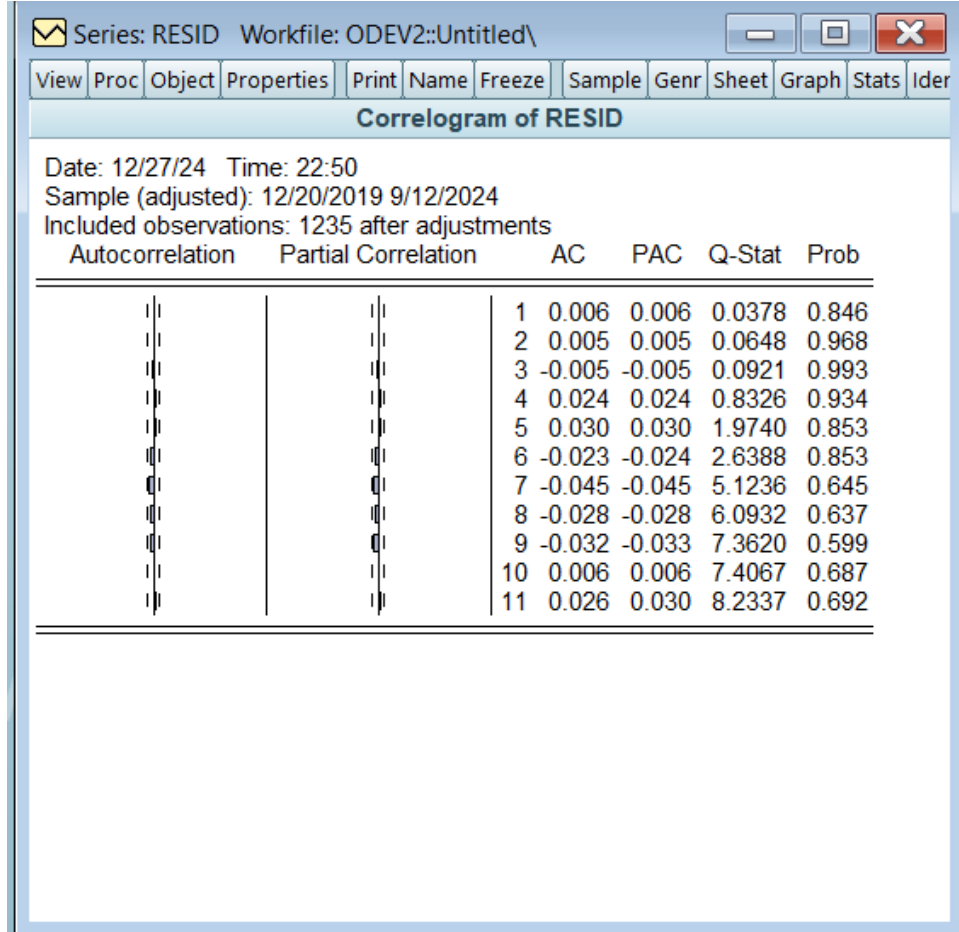 Series: RESID Workfile: ODEV2::Untitled\
View Proc Object Properties Print Name Freeze Sample Genr Sheet Graph Stats Iden
Correlogram of RESID
Date: 12/27/24 Time: 22:50
Sample (adjusted): 12/20/2019 9/12/2024
Included observations: 1235 after adjustments
Autocorrelation Partial Correlation AC PAC Q-Stat Prob
1 0.006 0.006 0.0378 0.846
2 0.005 0.005 0.0648 0.968
3 -0.005 -0.005 0.0921 0.993
4 0.024 0.024 0.8326 0.934
5 0.030 0.030 1.9740 0.853
6 -0.023 -0.024 2.6388 0.853
7 -0.045 -0.045 5.1236 0.645
8 -0.028 -0.028 6.0932 0.637
9 -0.032 -0.033 7.3620 0.599
10 0.006 0.006 7.4067 0.687
11 0.026 0.030 8.2337 0.692